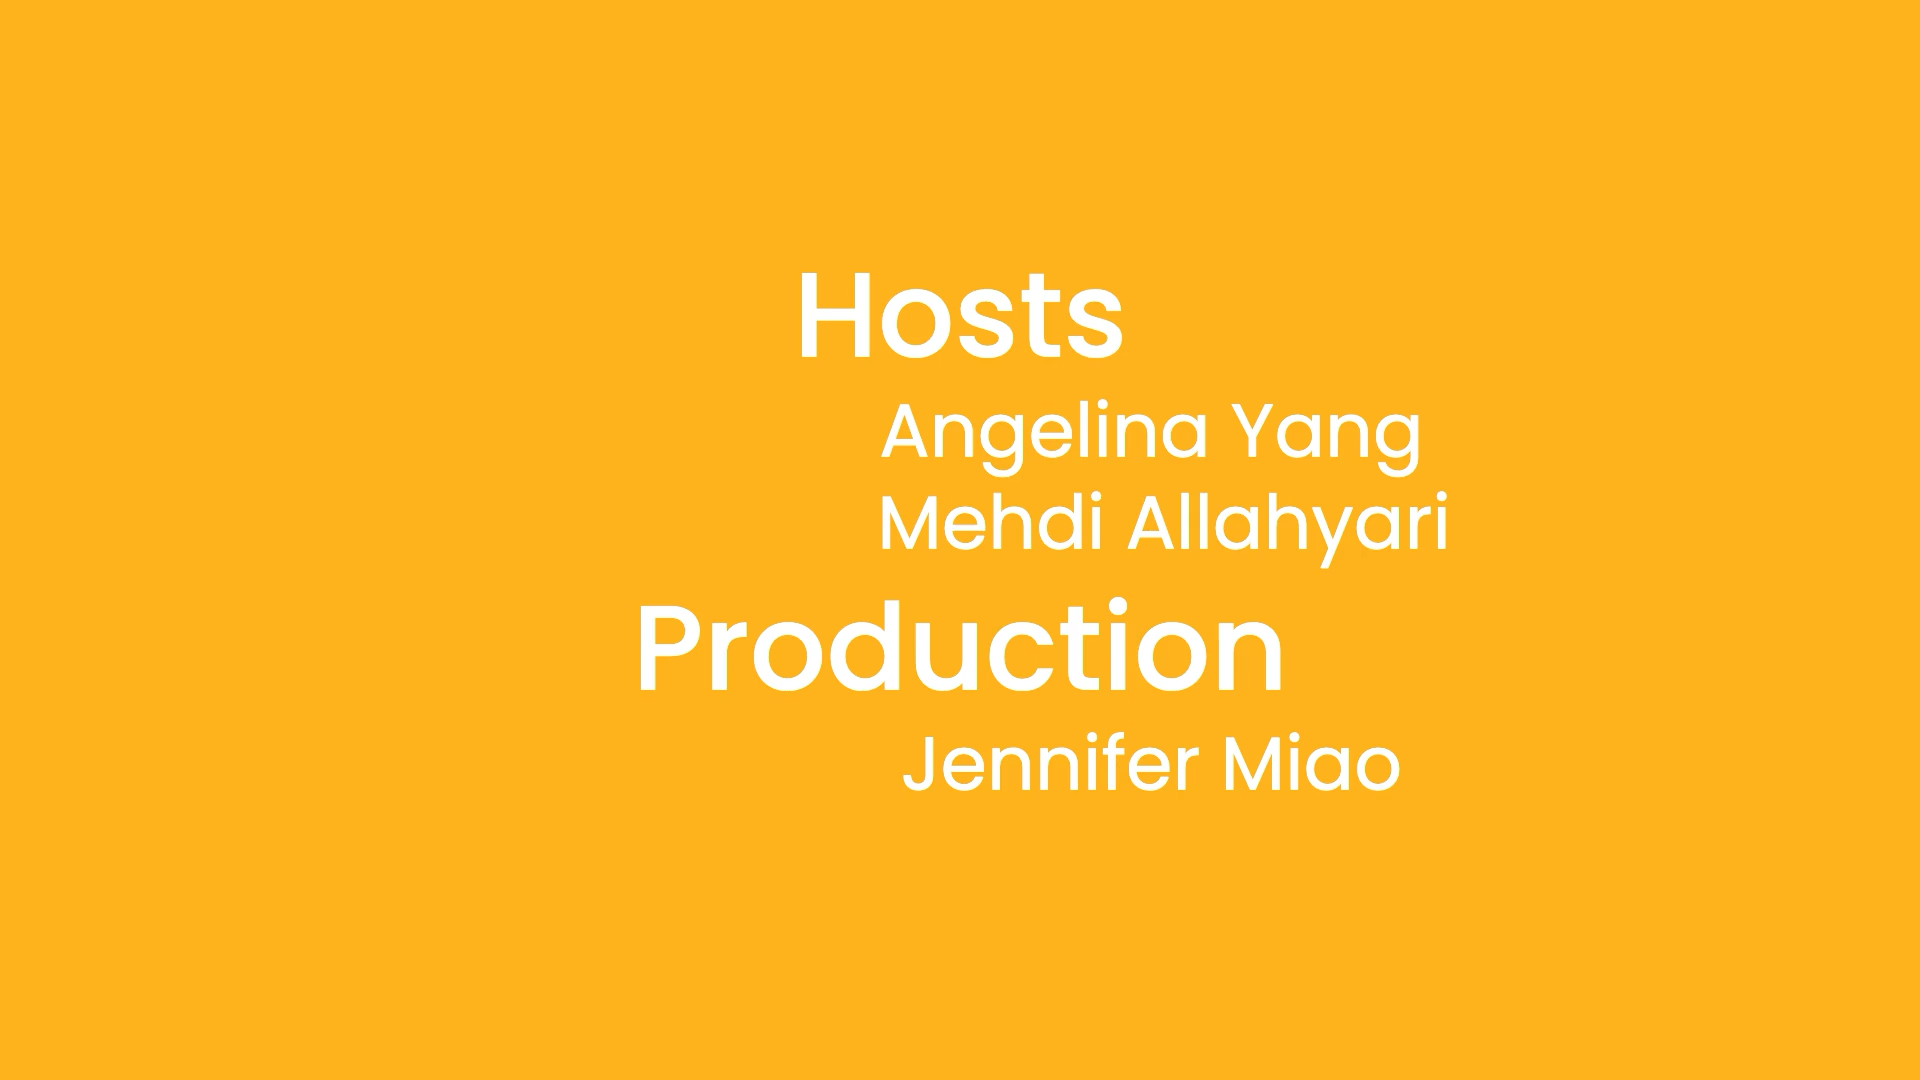 Hosts
Angelina Yang
Mehdi Allahyari
Production
Jennifer Miao